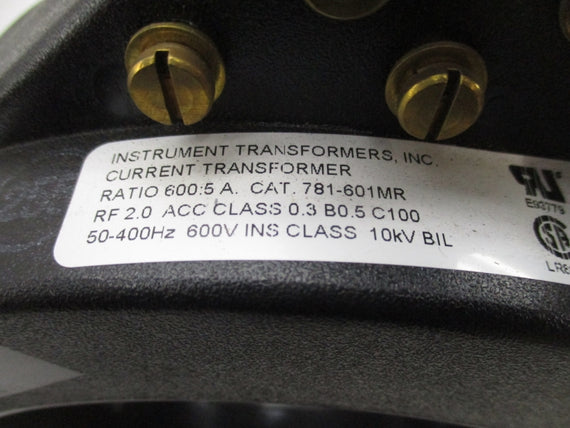 INSTRUMENT TRANSFORMERS, INC.
CURRENT TRANSFORMER
RATIO 600:5 A. CAT. 781-601MR
RF 2.0 ACC CLASS 0.3 B0.5 C100
50-400Hz 600V INS CLASS 10kV BIL
E93779